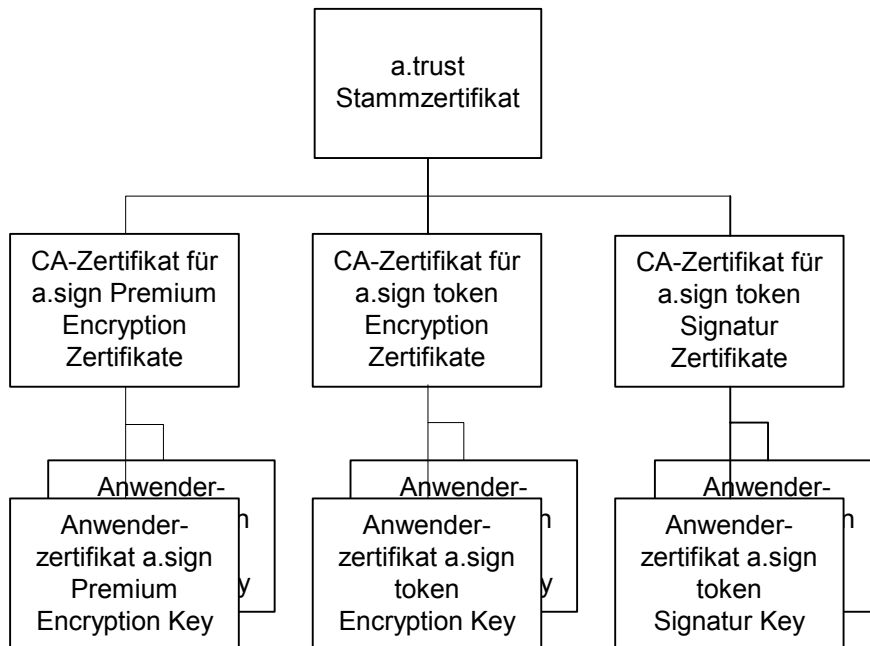 a.trust
Stammzertifikat
CA-Zertifikat für
a.sign Premium
Encryption
Zertifikate
CA-Zertifikat für
a.sign token
Encryption
Zertifikate
CA-Zertifikat für
a.sign token
Signatur
Zertifikate
Anwender-
Anwender-
zertifikat a.sign
Premium
Encryption Key
Anwender-
Anwender-
zertifikat a.sign
token
Encryption Key
Anwender-
Anwender-
zertifikat a.sign
token
Signatur Key